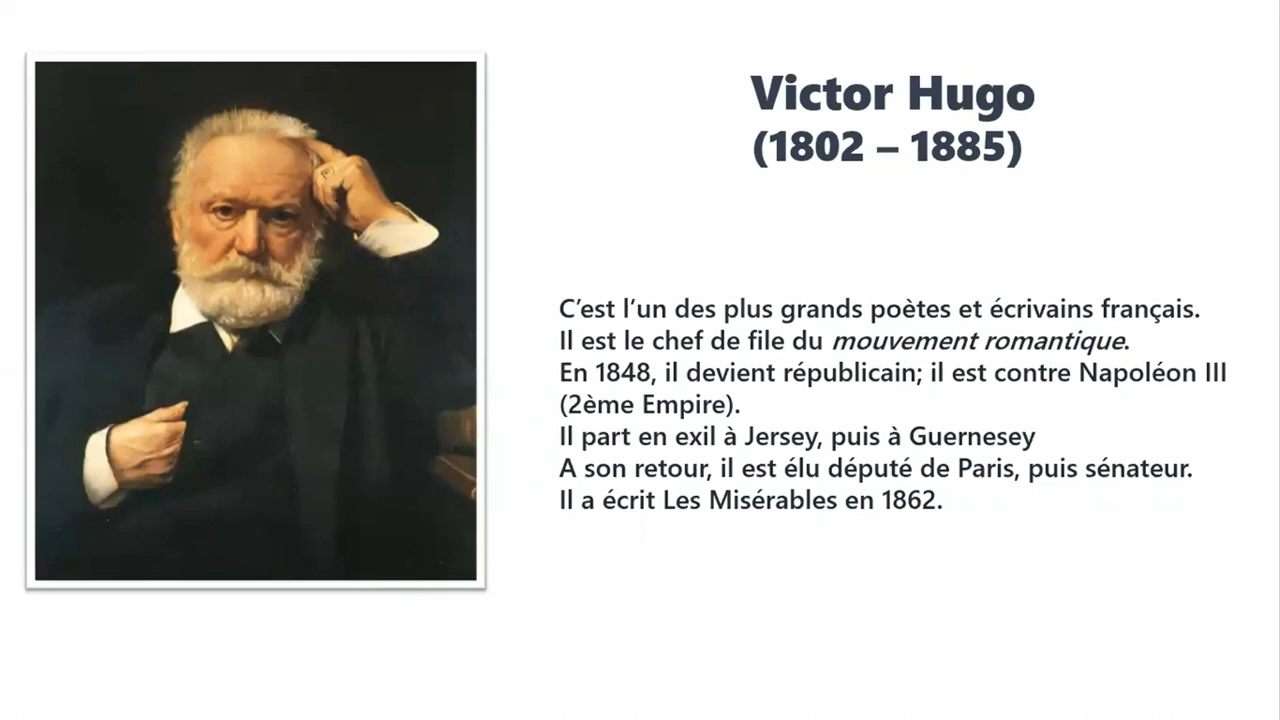 Victor Hugo
(1802 – 1885)
C’est l’un des plus grands poètes et écrivains français.
Il est le chef de file du mouvement romantique.
En 1848, il devient républicain; il est contre Napoléon III
(2ème Empire).
Il part en exil à Jersey, puis à Guernesey
A son retour, il est élu député de Paris, puis sénateur.
Il a écrit Les Misérables en 1862.